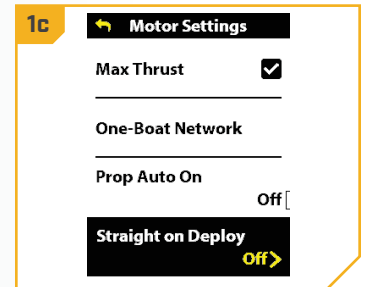 1c
Motor Settings
Max Thrust
One-Boat Network
Prop Auto On
Off
Straight on Deploy
Off